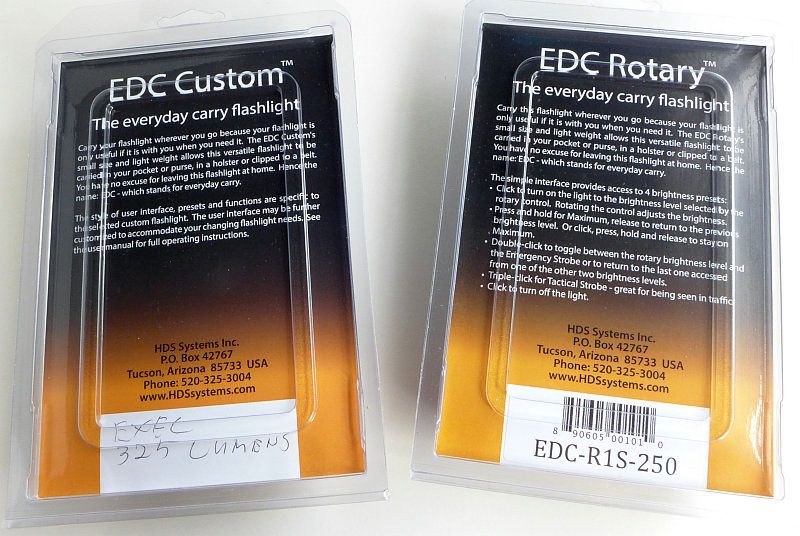 EDC Custom™
The everyday carry flashlight
Carry your flashlight wherever you go because your flashlight is
only useful if it is with you when you need it. The EDC Custom's
small size and light weight allows this versatile flashlight to be
carried in your pocket or purse, in a holster or clipped to a belt.
You have no excuse for leaving this flashlight at home. Hence the
name: EDC - which stands for everyday carry.
The style of user interface, presets and functions are specific to
the selected custom flashlight. The user interface may be further
customized to accommodate your changing flashlight needs. See
the user manual for full operating instructions.
HDS Systems Inc.
P.O. Box 42767
Tucson, Arizona 85733 USA
Phone: 520-325-3004
www.HDSsystems.com
EXEC
325 LUMENS
EDC Rotary™
The everyday carry flashlight
Carry this flashlight wherever you go because your flashlight is
only useful if it is with you when you need it. The EDC Rotary's
small size and light weight allows this versatile flashlight to be
carried in your pocket or purse, in a holster or clipped to a belt.
You have no excuse for leaving this flashlight at home. Hence the
name: EDC - which stands for everyday carry.
The simple interface provides access to 4 brightness presets:
• Click to turn on the light to the brightness level selected by the
rotary control. Rotating the control adjusts the brightness.
• Press and hold for Maximum, release to return to the previous
brightness level. Or click, press, hold and release to stay on
Maximum.
• Double-click to toggle between the rotary brightness level and
the Emergency Strobe or to return to the last one accessed
from one of the other two brightness levels.
• Triple-click for Tactical Strobe - great for being seen in traffic.
• Click to turn off the light.
HDS Systems Inc.
P.O. Box 42767
Tucson, Arizona 85733 USA
Phone: 520-325-3004
www.HDSsystems.com
8 90605 00101 0
EDC-R1S-250